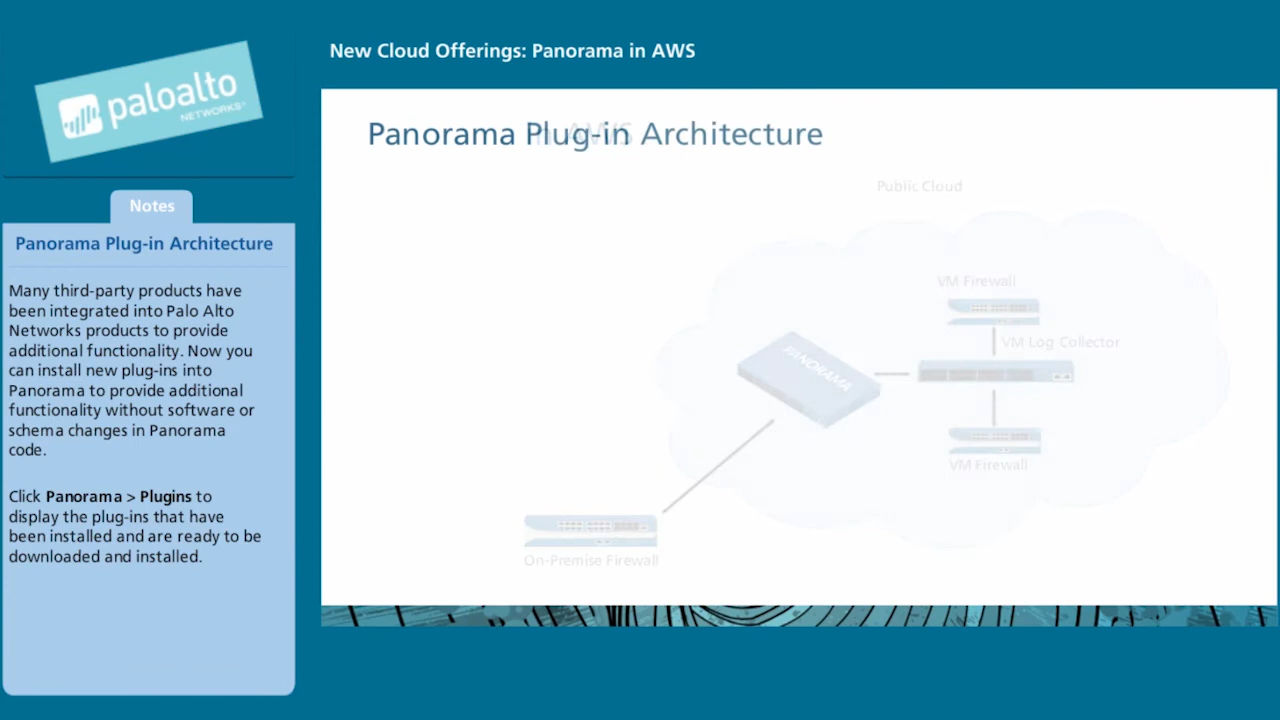 New Cloud Offerings: Panorama in AWS
paloalto
NETWORKS
Notes
Panorama Plug-in Architecture
Many third-party products have
been integrated into Palo Alto
Networks products to provide
additional functionality. Now you
can install new plug-ins into
Panorama to provide additional
functionality without software or
schema changes in Panorama
code.
Click Panorama > Plugins to
display the plug-ins that have
been installed and are ready to be
downloaded and installed.
Panorama Plug-in Architecture
in AWS
Public Cloud
VM Firewall
VM Log Collector
PANORAMA
VM Firewall
On-Premise Firewall